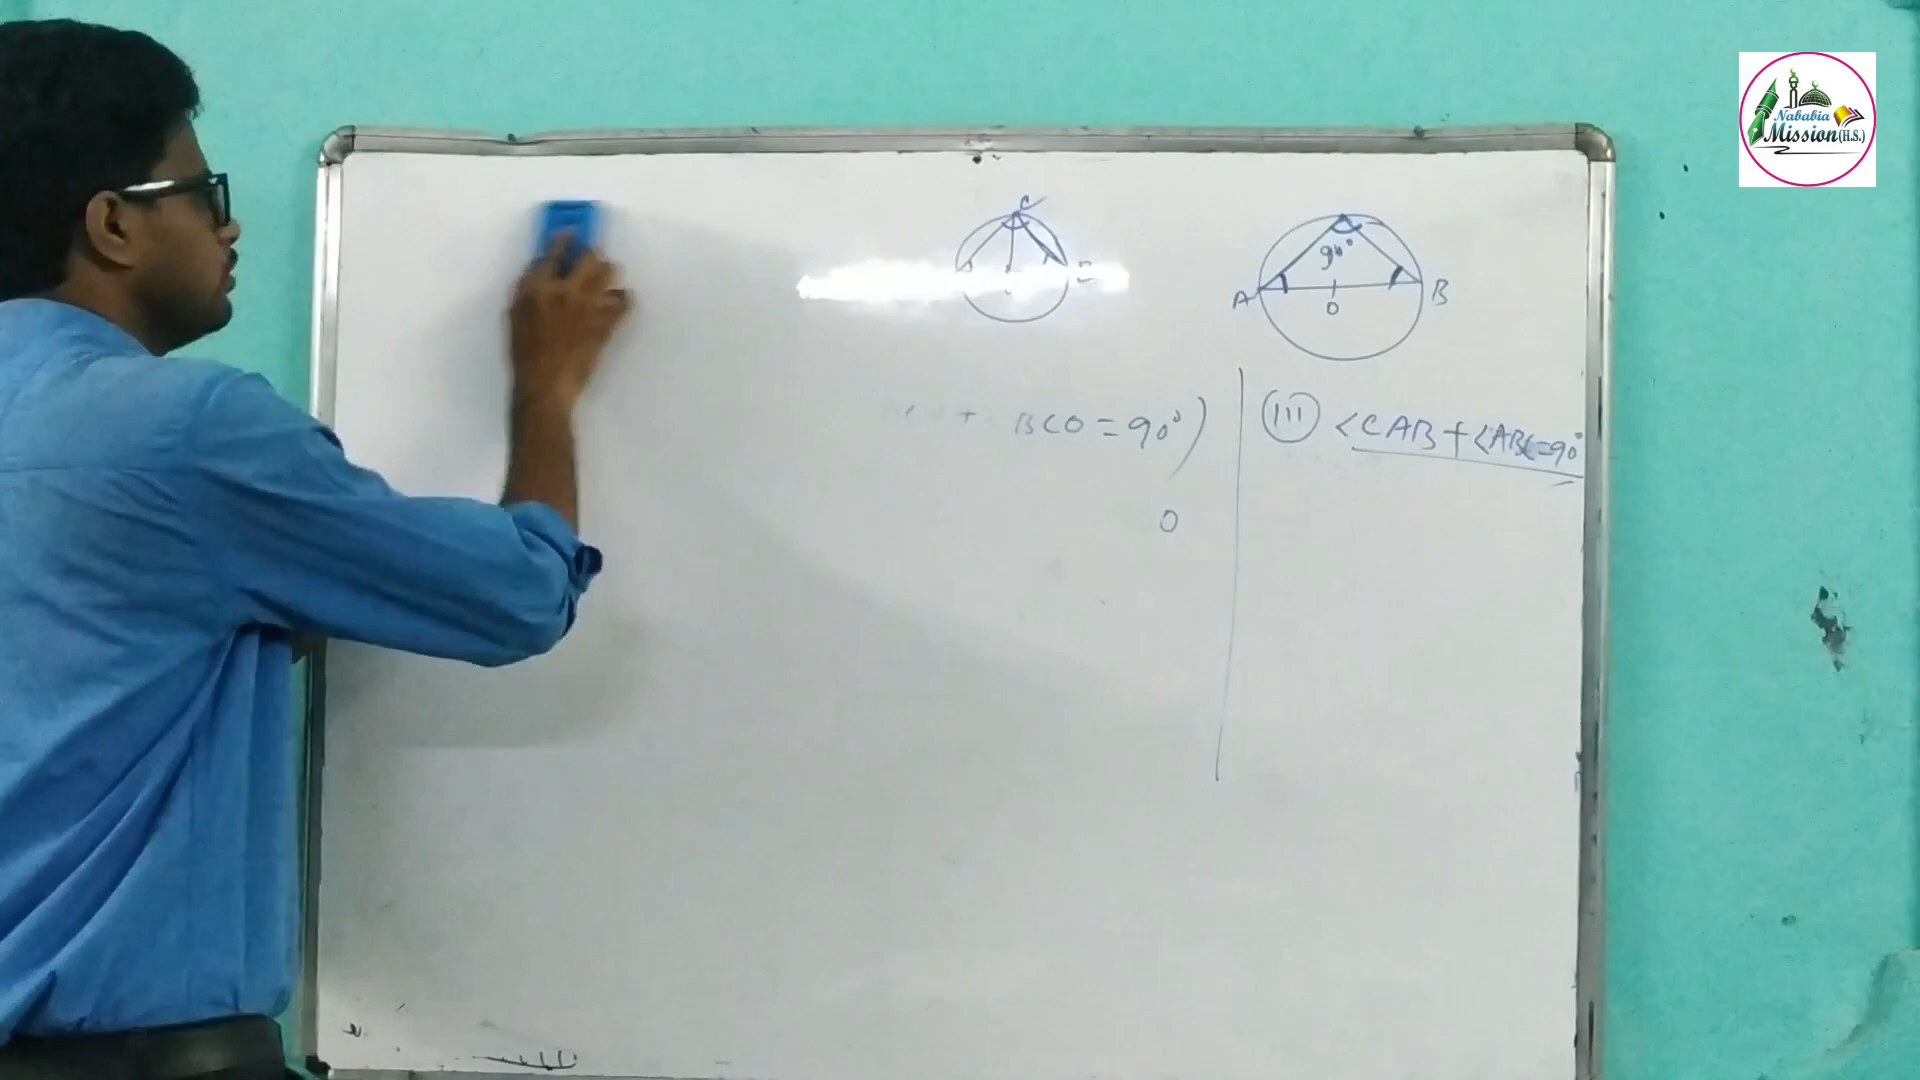 Nababia
Mission(H.S.)
C
90°
A
O
B
BCO = 90°)
(III) <CAB + <ABC = 90°
O